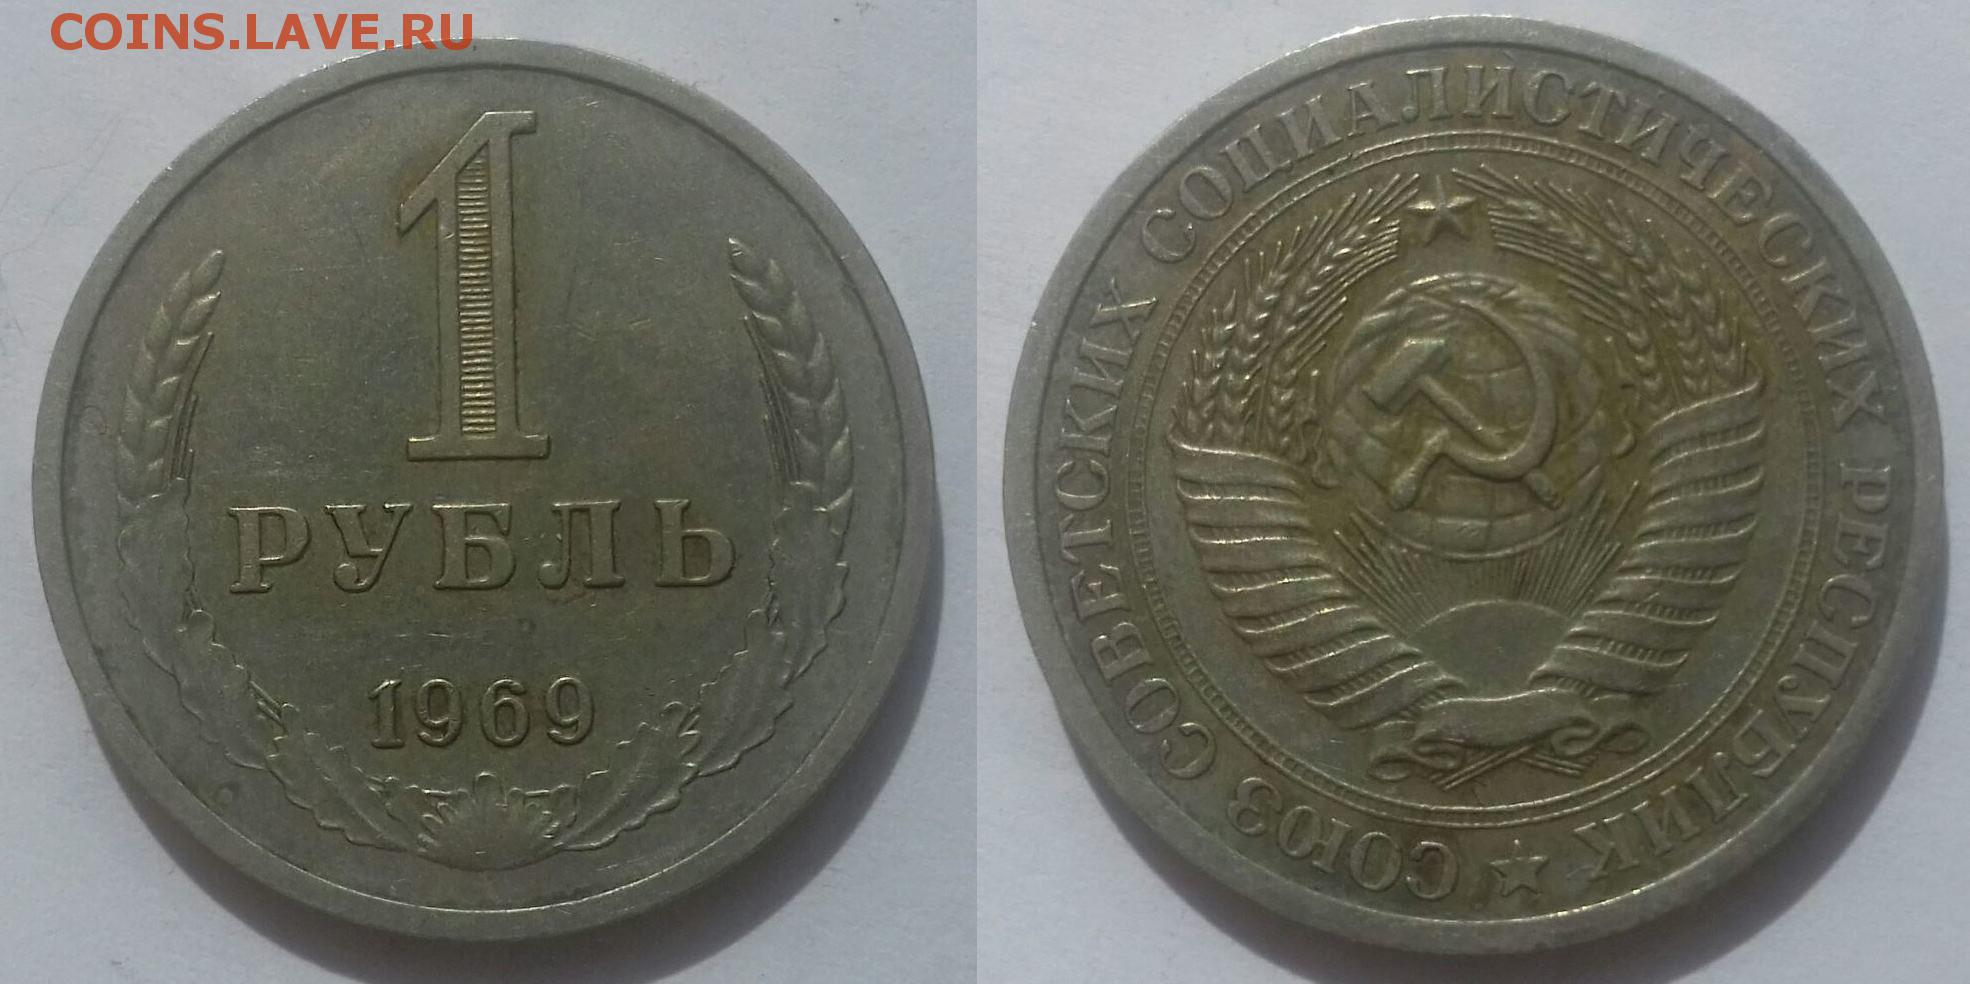 COINS.LAVE.RU
1
РУБЛЬ
1969
СОЮЗ СОВЕТСКИХ СОЦИАЛИСТИЧЕСКИХ РЕСПУБЛИК